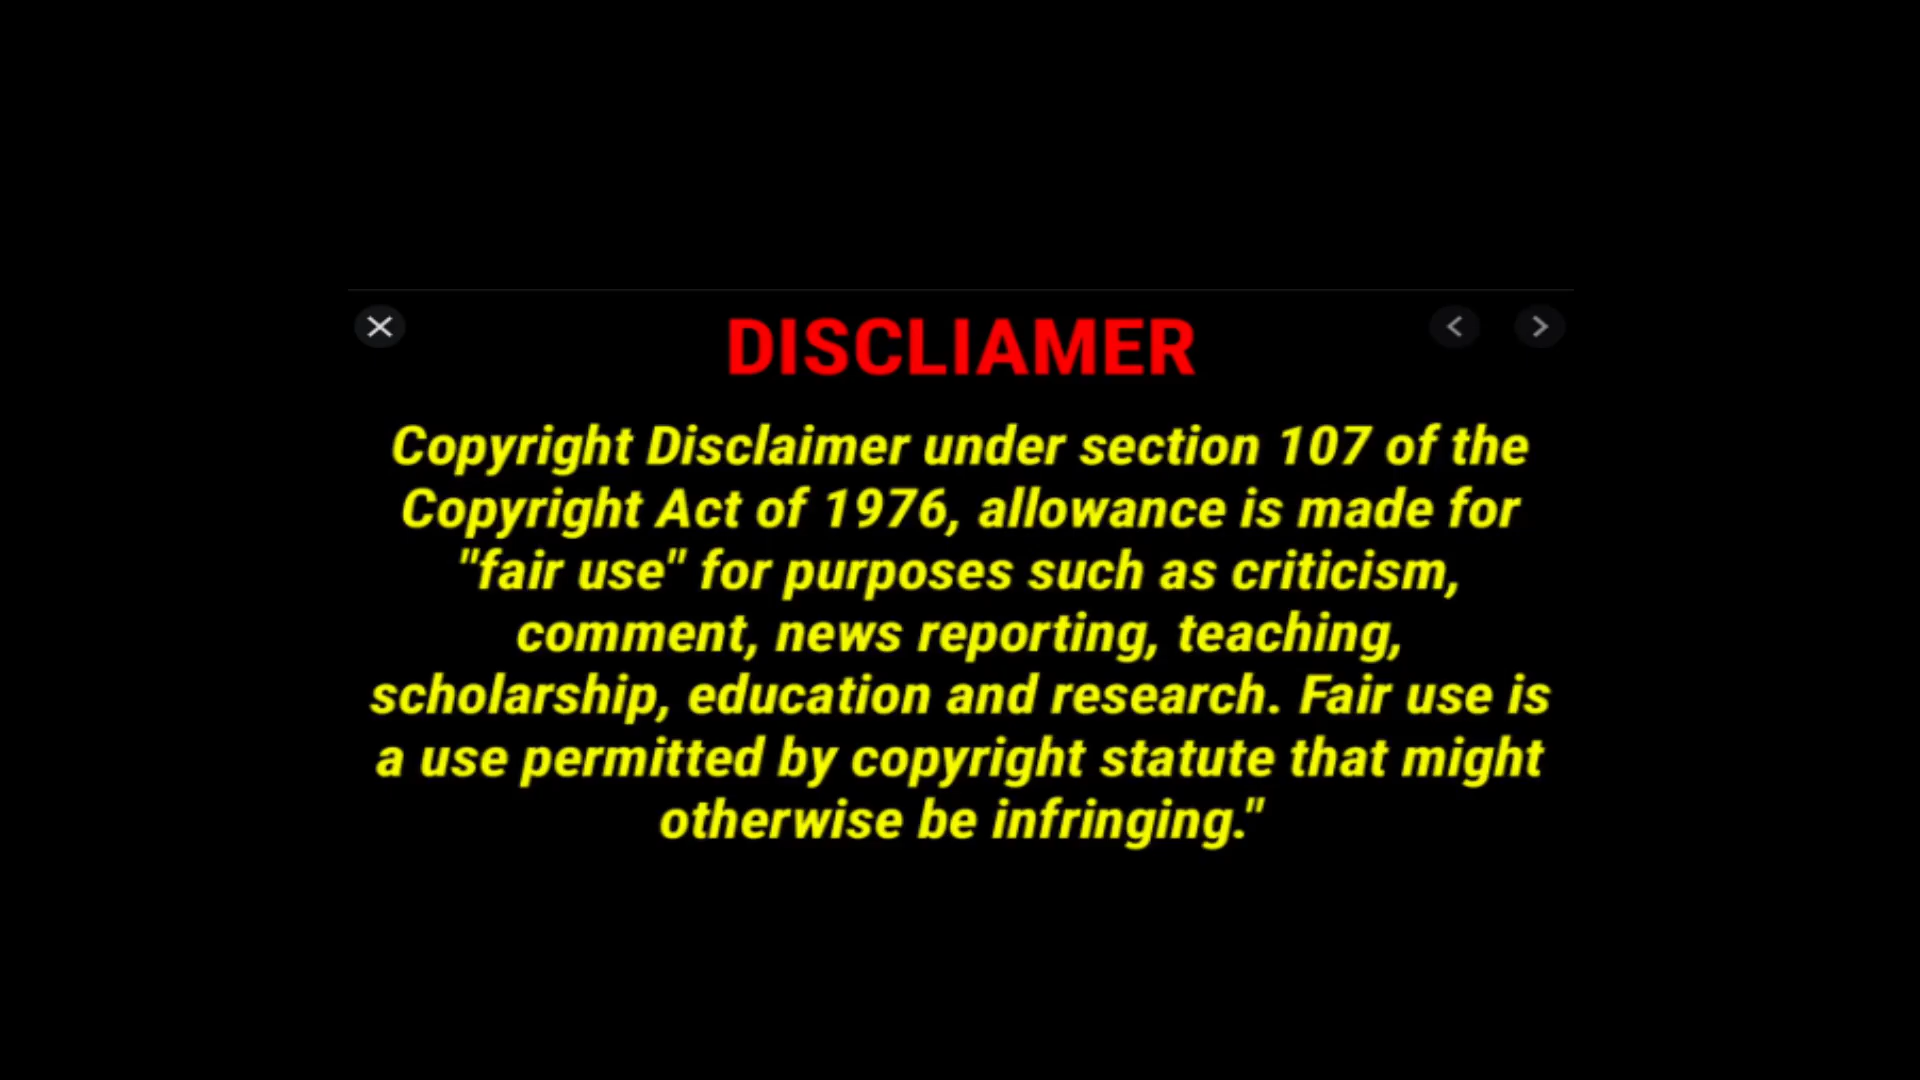 DISCLIAMER
Copyright Disclaimer under section 107 of the
Copyright Act of 1976, allowance is made for
"fair use" for purposes such as criticism,
comment, news reporting, teaching,
scholarship, education and research. Fair use is
a use permitted by copyright statute that might
otherwise be infringing."